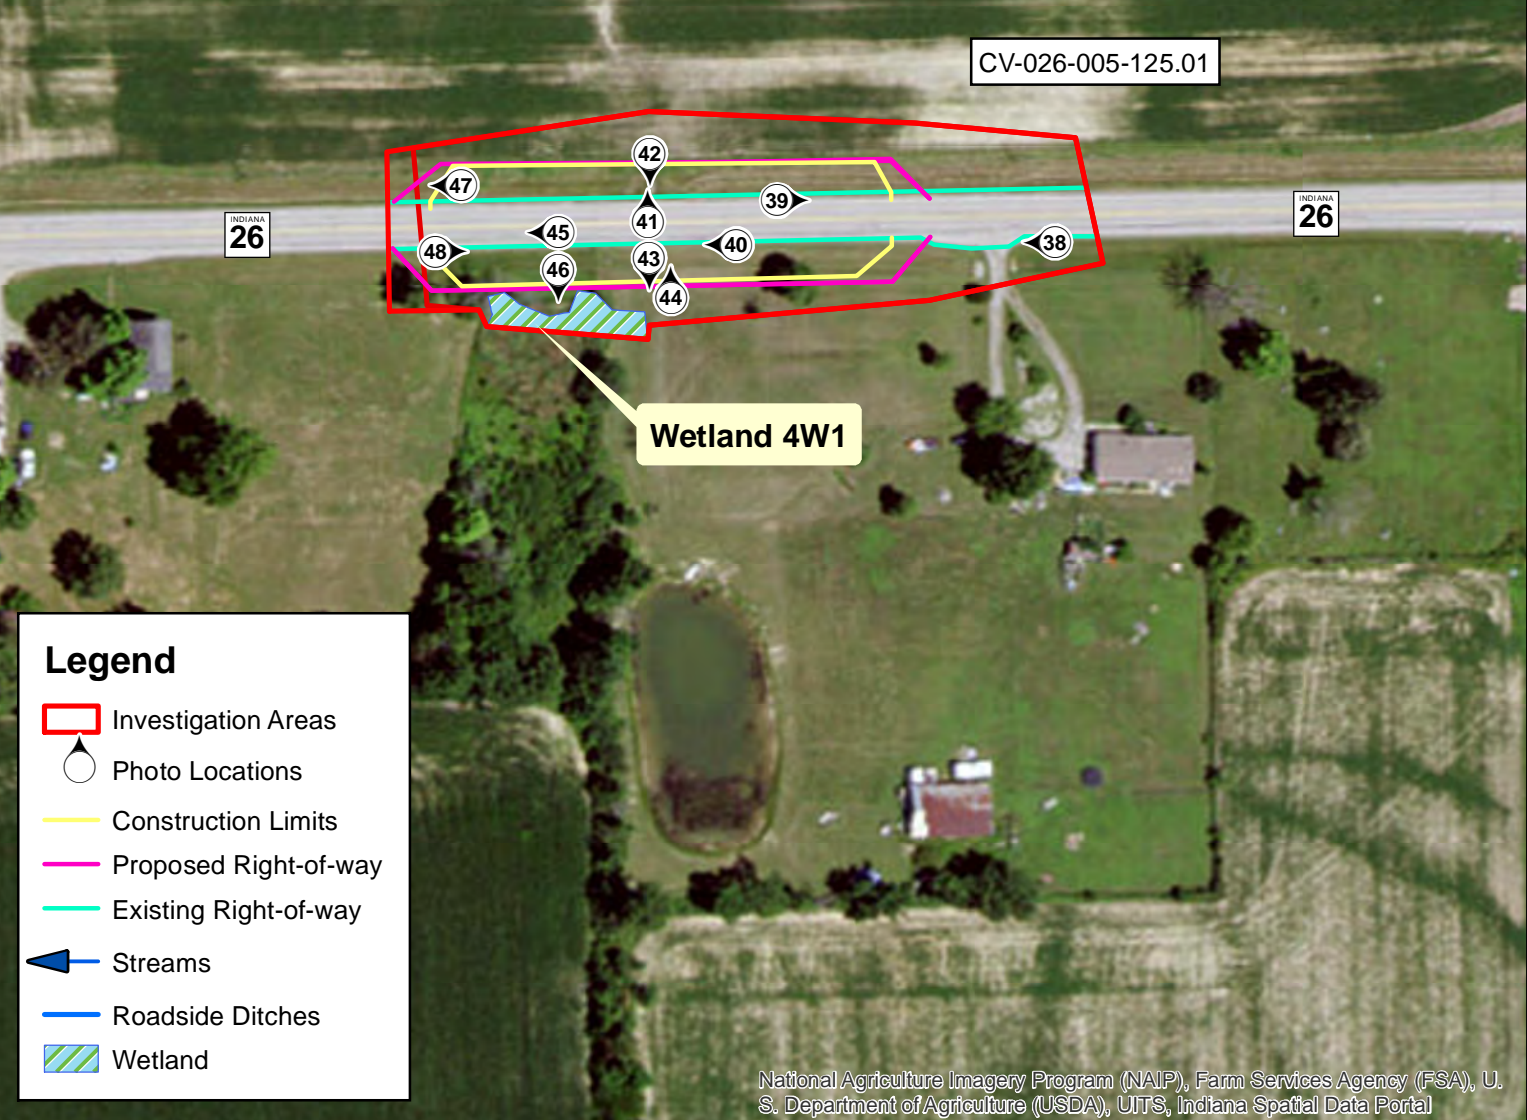 CV-026-005-125.01
42
47
39
41
INDIANA
26
INDIANA
26
45
48
40
38
43
46
44
Wetland 4W1
Legend
Investigation Areas
Photo Locations
Construction Limits
Proposed Right-of-way
Existing Right-of-way
Streams
Roadside Ditches
Wetland
National Agriculture Imagery Program (NAIP), Farm Services Agency (FSA), U.
S. Department of Agriculture (USDA), UITS, Indiana Spatial Data Portal